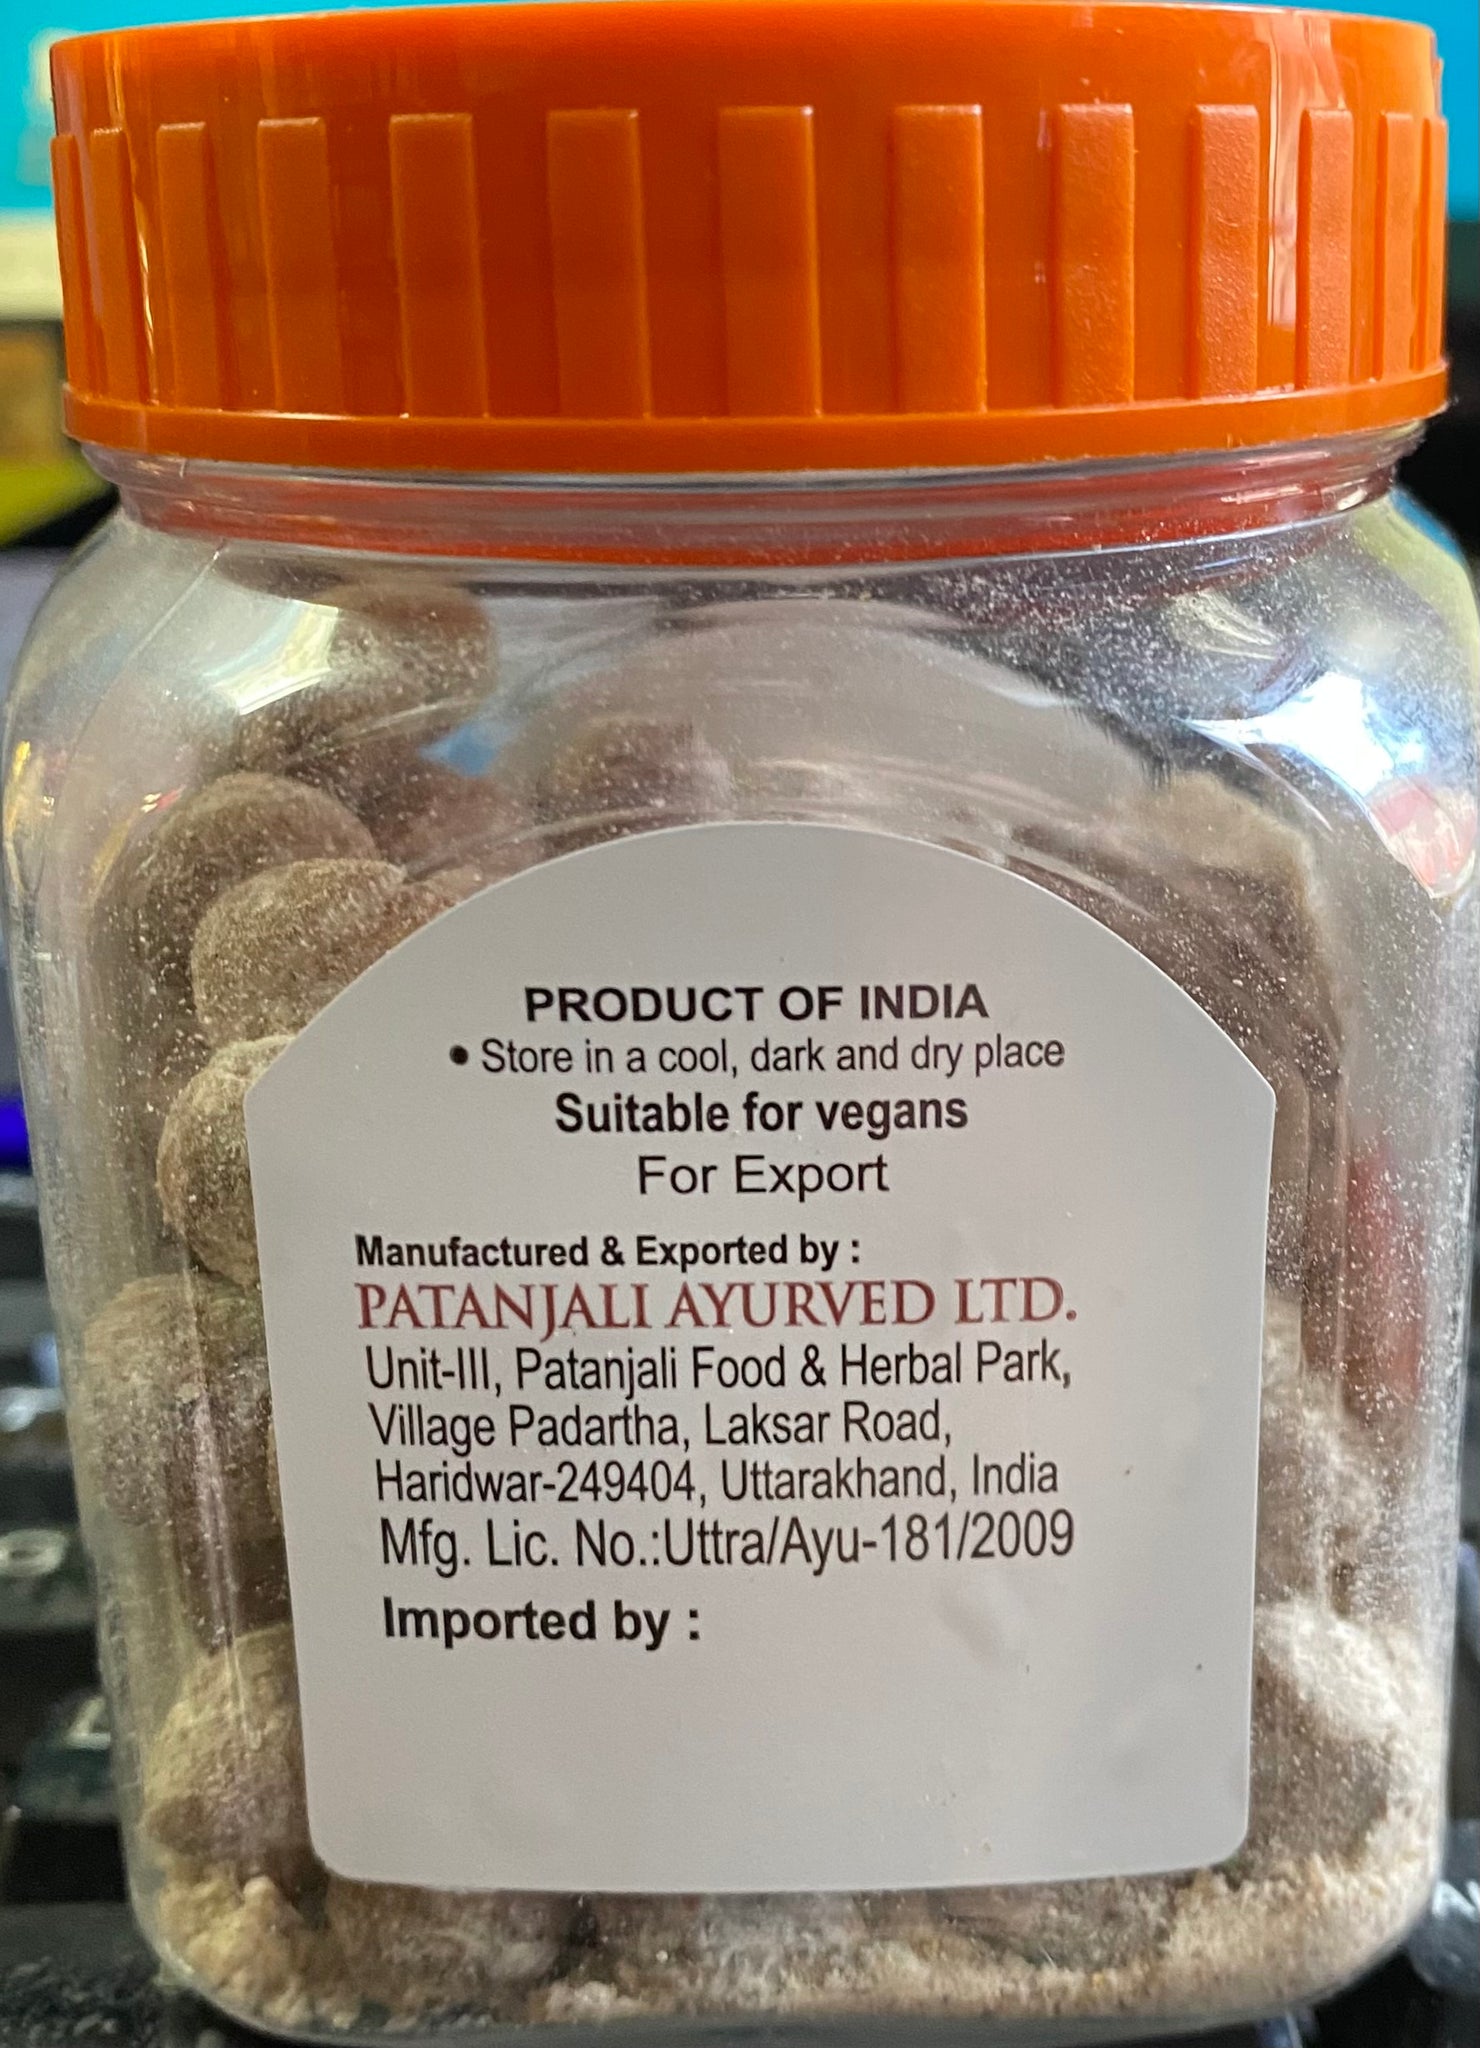 PRODUCT OF INDIA
• Store in a cool, dark and dry place
Suitable for vegans
For Export
Manufactured & Exported by :
PATANJALI AYURVED LTD.
Unit-III, Patanjali Food & Herbal Park,
Village Padartha, Laksar Road,
Haridwar-249404, Uttarakhand, India
Mfg. Lic. No.:Uttra/Ayu-181/2009
Imported by :